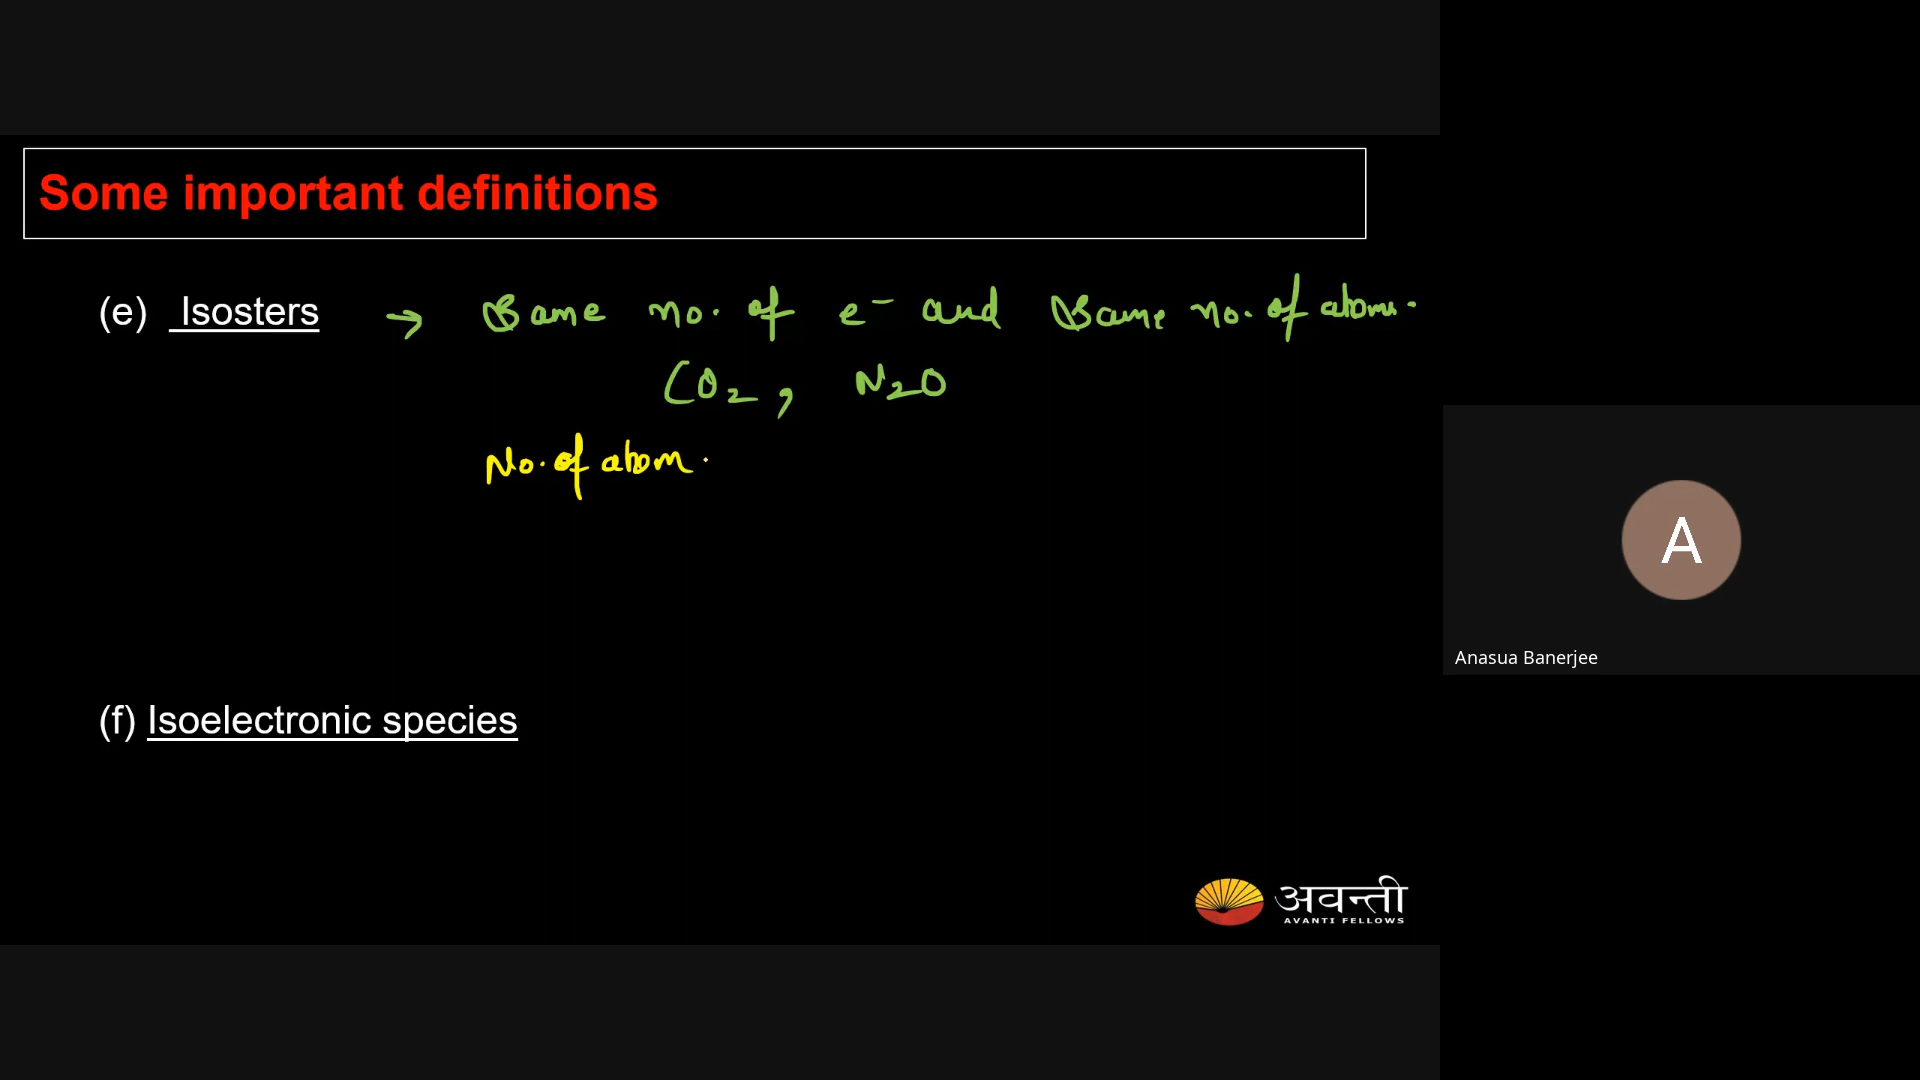 Some important definitions
(e) Isosters → Same no. of e⁻ and Same no. of atoms.
CO₂, N₂O
No. of atom.
A
Anasua Banerjee
(f) Isoelectronic species
अवन्ती
AVANTI FELLOWS